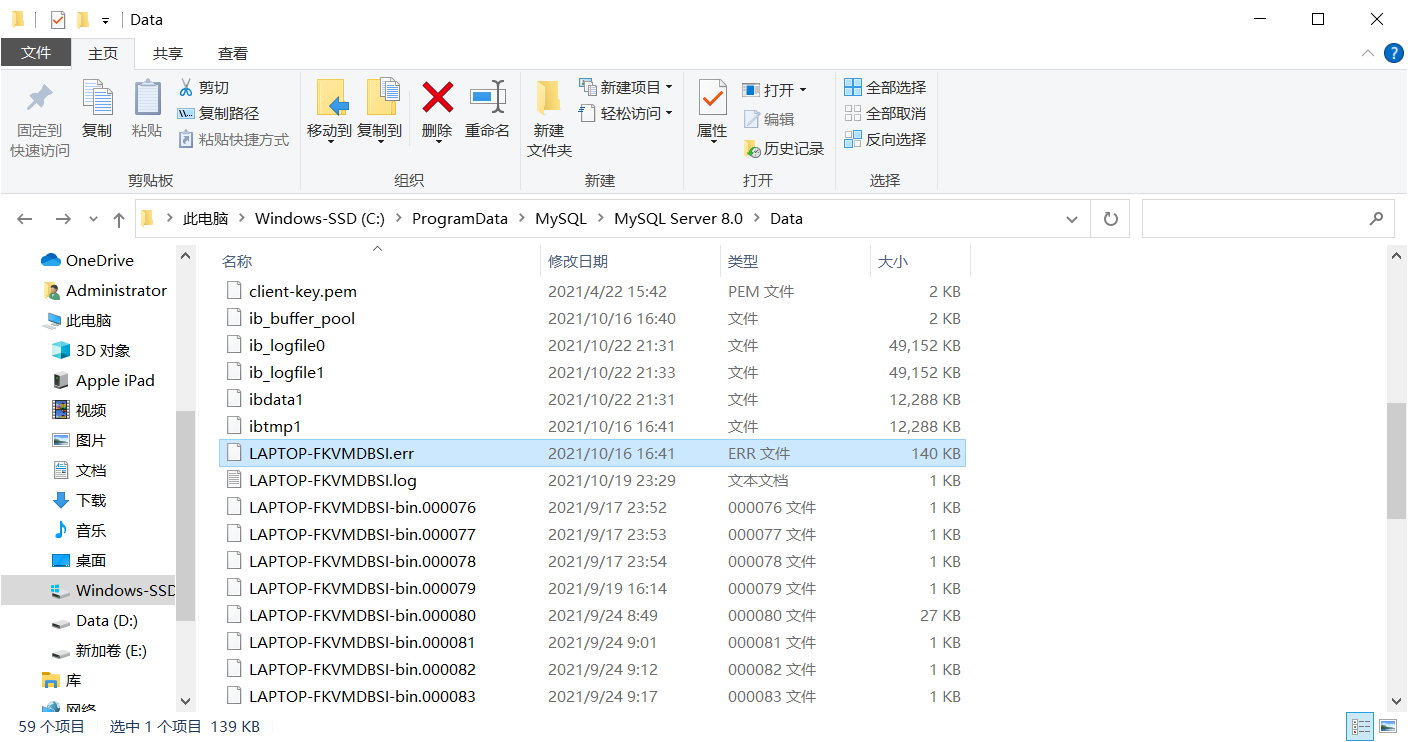 Data
文件 主页 共享 查看
固定到
快速访问
复制
粘贴
剪切
复制路径
粘贴快捷方式
剪贴板
移动到
复制到
删除
重命名
组织
新建
文件夹
新建项目
轻松访问
新建
属性
打开
编辑
历史记录
打开
全部选择
全部取消
反向选择
选择
此电脑 Windows-SSD (C:) ProgramData MySQL MySQL Server 8.0 Data
OneDrive
Administrator
此电脑
3D 对象
Apple iPad
视频
图片
文档
下载
音乐
桌面
Windows-SSD
Data (D:)
新加卷 (E:)
库
网络
名称 修改日期 类型 大小
client-key.pem 2021/4/22 15:42 PEM 文件 2 KB
ib_buffer_pool 2021/10/16 16:40 文件 2 KB
ib_logfile0 2021/10/22 21:31 文件 49,152 KB
ib_logfile1 2021/10/22 21:33 文件 49,152 KB
ibdata1 2021/10/22 21:31 文件 12,288 KB
ibtmp1 2021/10/16 16:41 文件 12,288 KB
LAPTOP-FKVMDBSI.err 2021/10/16 16:41 ERR 文件 140 KB
LAPTOP-FKVMDBSI.log 2021/10/19 23:29 文本文档 1 KB
LAPTOP-FKVMDBSI-bin.000076 2021/9/17 23:52 000076 文件 1 KB
LAPTOP-FKVMDBSI-bin.000077 2021/9/17 23:53 000077 文件 1 KB
LAPTOP-FKVMDBSI-bin.000078 2021/9/17 23:54 000078 文件 1 KB
LAPTOP-FKVMDBSI-bin.000079 2021/9/19 16:14 000079 文件 1 KB
LAPTOP-FKVMDBSI-bin.000080 2021/9/24 8:49 000080 文件 27 KB
LAPTOP-FKVMDBSI-bin.000081 2021/9/24 9:01 000081 文件 1 KB
LAPTOP-FKVMDBSI-bin.000082 2021/9/24 9:12 000082 文件 1 KB
LAPTOP-FKVMDBSI-bin.000083 2021/9/24 9:17 000083 文件 1 KB
59 个项目 选中 1 个项目 139 KB